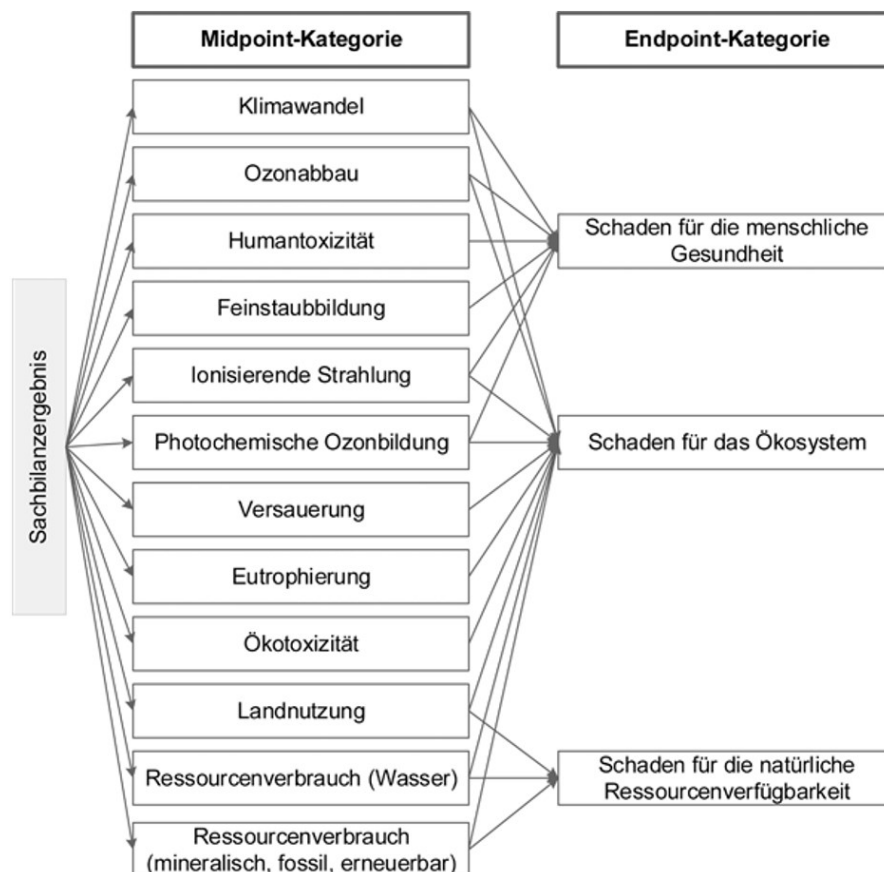 Midpoint-Kategorie
Endpoint-Kategorie
Sachbilanzergebnis
Klimawandel
Ozonabbau
Humantoxizität
Feinstaubbildung
Ionisierende Strahlung
Photochemische Ozonbildung
Versauerung
Eutrophierung
Ökotoxizität
Landnutzung
Ressourcenverbrauch (Wasser)
Ressourcenverbrauch
(mineralisch, fossil, erneuerbar)
Schaden für die menschliche
Gesundheit
Schaden für das Ökosystem
Schaden für die natürliche
Ressourcenverfügbarkeit